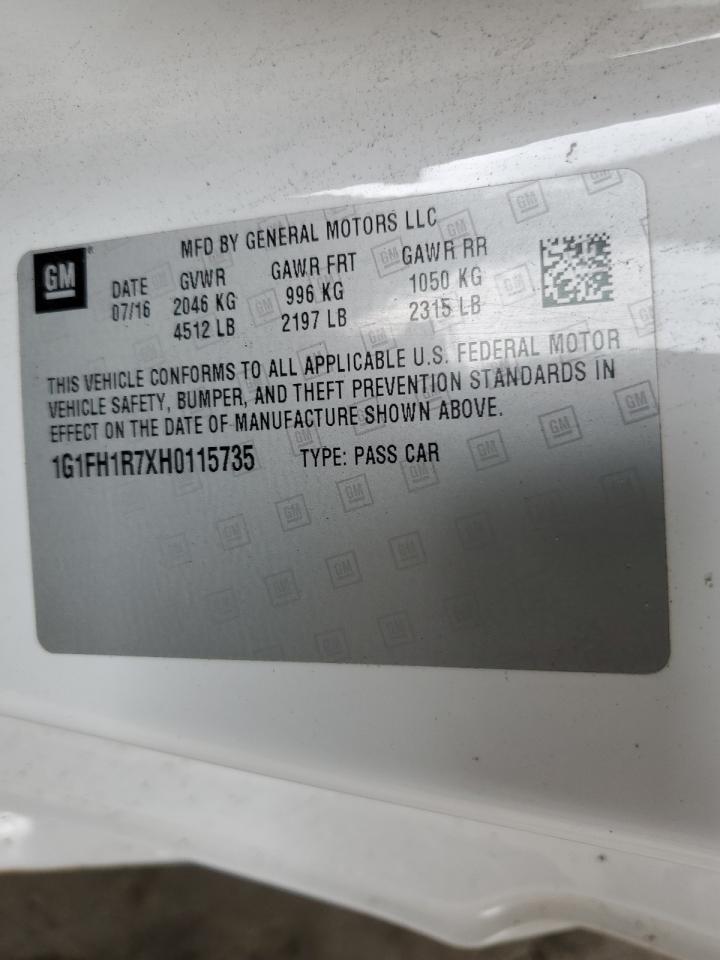 GM
MFD BY GENERAL MOTORS LLC
DATE GVWR GAWR FRT GAWR RR
07/16 2046 KG 996 KG 1050 KG
4512 LB 2197 LB 2315 LB
THIS VEHICLE CONFORMS TO ALL APPLICABLE U.S. FEDERAL MOTOR
VEHICLE SAFETY, BUMPER, AND THEFT PREVENTION STANDARDS IN
EFFECT ON THE DATE OF MANUFACTURE SHOWN ABOVE.
1G1FH1R7XH0115735 TYPE: PASS CAR